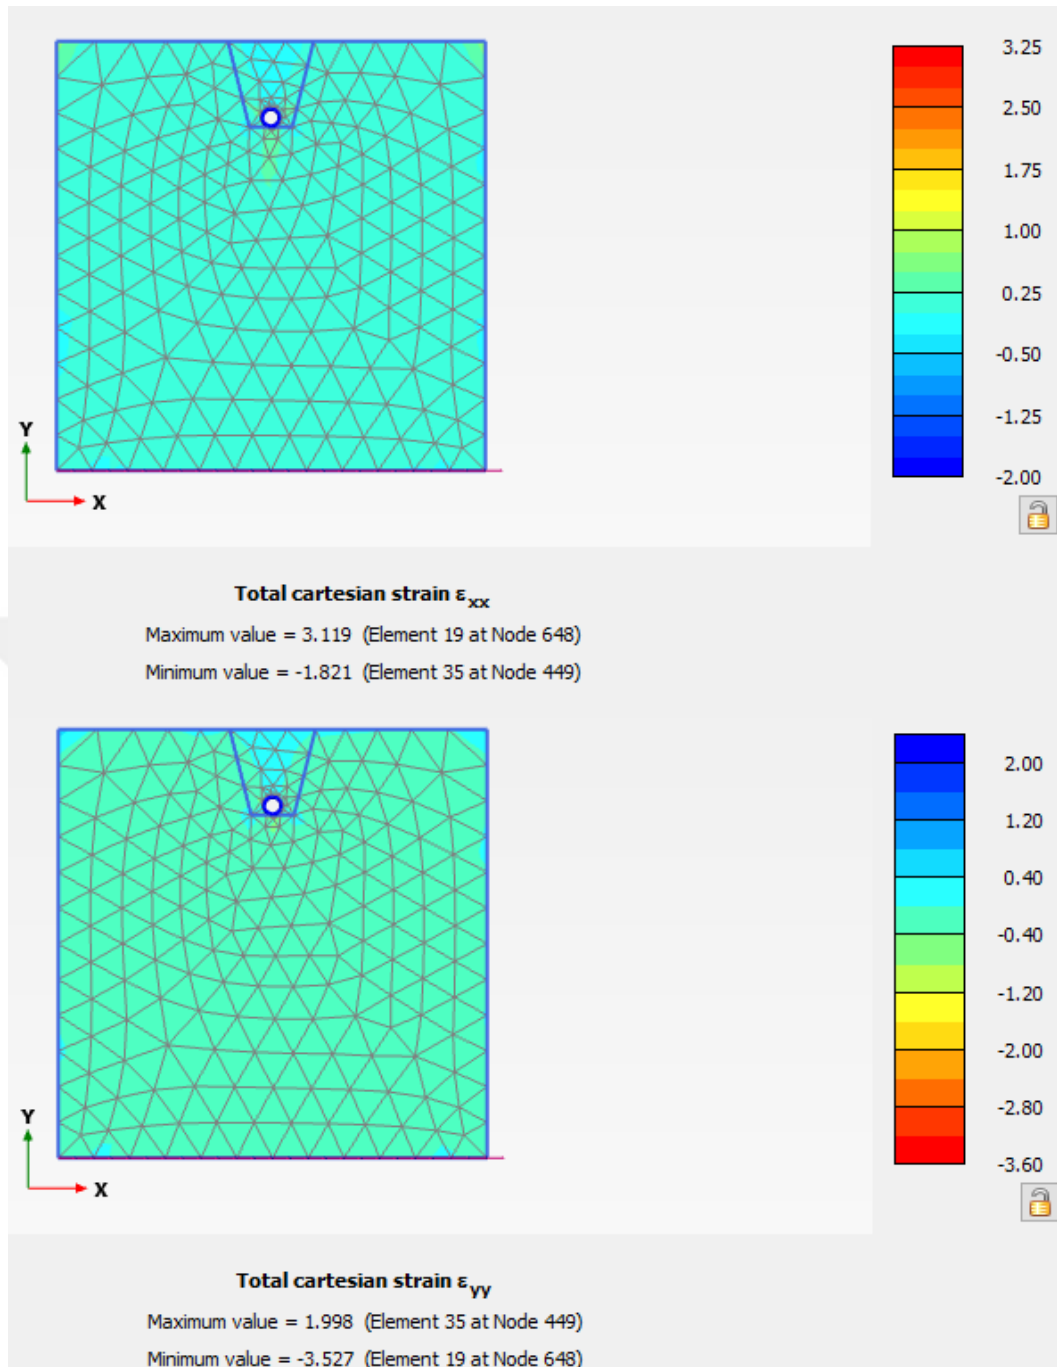 3.25
2.50
1.75
1.00
0.25
-0.50
-1.25
-2.00
Y
X
Total cartesian strain εxx
Maximum value = 3.119 (Element 19 at Node 648)
Minimum value = -1.821 (Element 35 at Node 449)
2.00
1.20
0.40
-0.40
-1.20
-2.00
-2.80
-3.60
Y
X
Total cartesian strain εyy
Maximum value = 1.998 (Element 35 at Node 449)
Minimum value = -3.527 (Element 19 at Node 648)